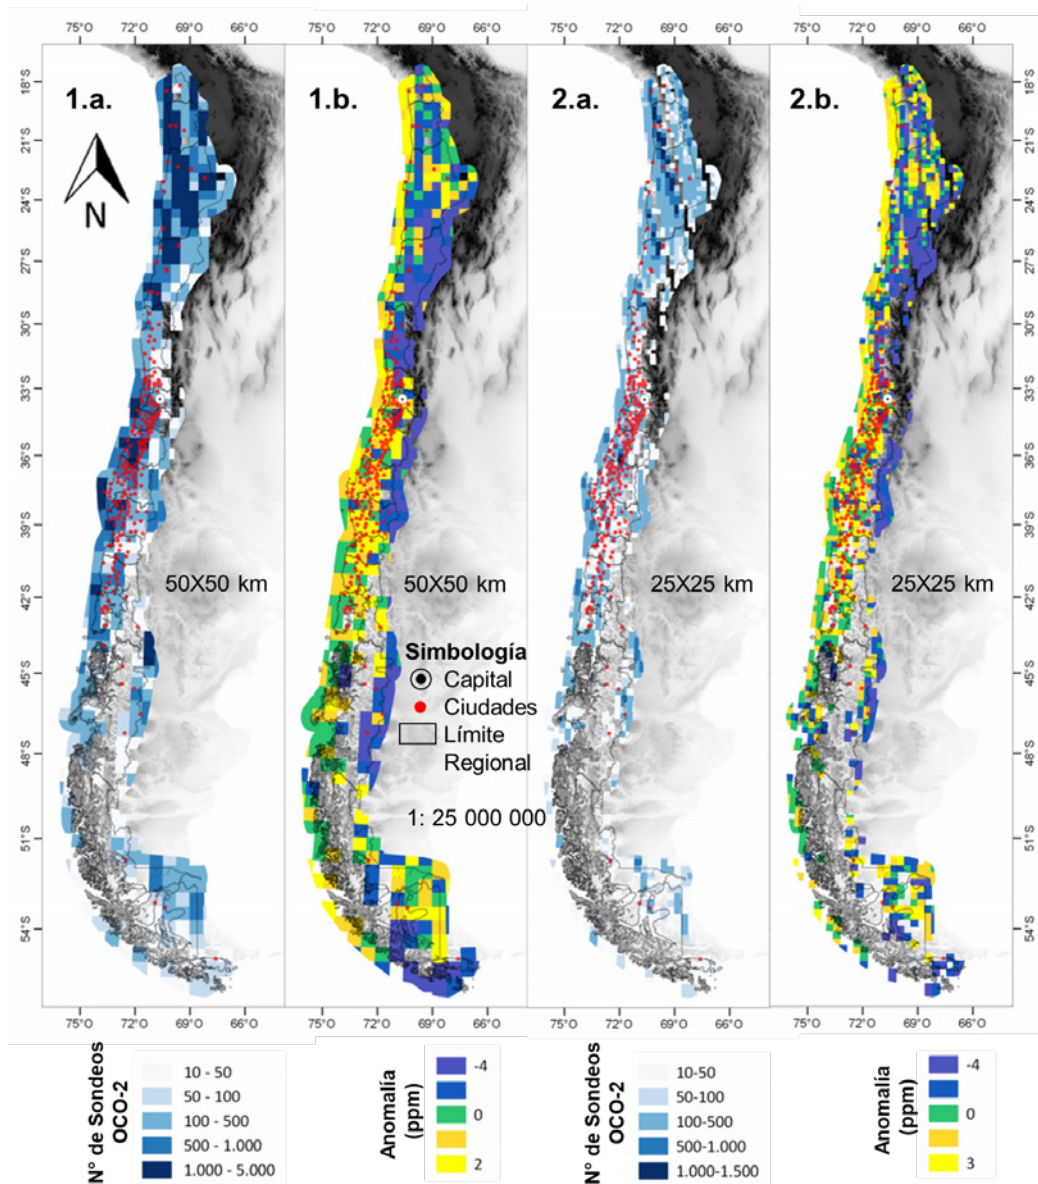 75°O 72°O 69°O 66°O 75°O 72°O 69°O 66°O 75°O 72°O 69°O 66°O 75°O 72°O 69°O 66°O
1.a. 1.b. 2.a. 2.b.
N
18°S 18°S
21°S 21°S
24°S 24°S
27°S 27°S
30°S 30°S
33°S 33°S
36°S 36°S
39°S 39°S
42°S 42°S
45°S 45°S
48°S 48°S
51°S 51°S
54°S 54°S
50X50 km 50X50 km 25X25 km 25X25 km
Simbología
Capital
Ciudades
Límite
Regional
1: 25 000 000
75°O 72°O 69°O 66°O 75°O 72°O 69°O 66°O 75°O 72°O 69°O 66°O 75°O 72°O 69°O 66°O
N° de Sondeos
OCO-2
10 - 50
50 - 100
100 - 500
500 - 1.000
1.000 - 5.000
Anomalía
(ppm)
-4
0
2
N° de Sondeos
OCO-2
10-50
50-100
100-500
500-1.000
1.000-1.500
Anomalía
(ppm)
-4
0
3